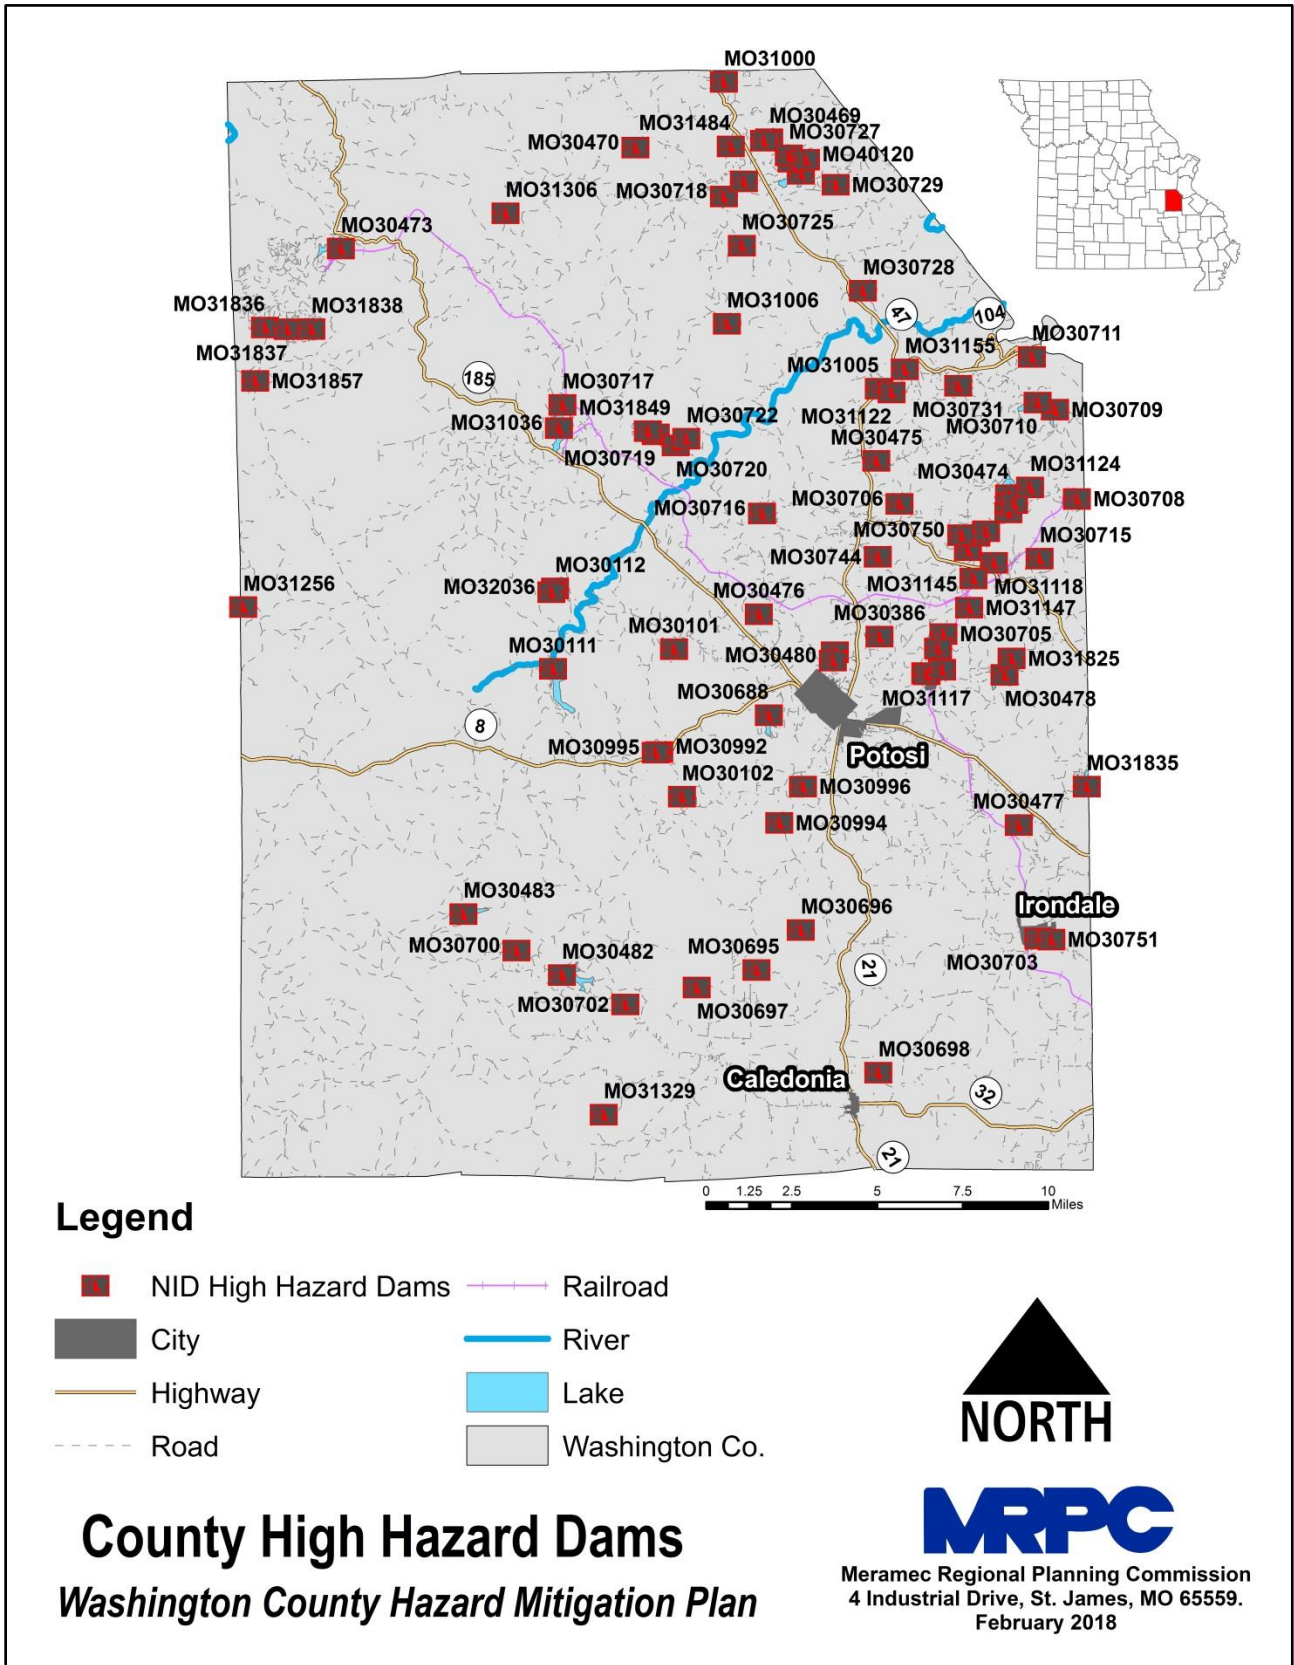 MO31000
MO30469
MO31484
MO30727
MO30470
MO40120
MO31306
MO30718
MO30729
MO30473
MO30725
MO30728
MO31836
MO31838
MO31006
47
104
MO30711
MO31837
MO31155
MO31005
MO31857
185
MO30717
MO31849
MO30722
MO31122
MO30731
MO30709
MO31036
MO30710
MO30719
MO30475
MO30720
MO30474
MO31124
MO30716
MO30706
MO30708
MO30750
MO30715
MO30744
MO31256
MO30112
MO32036
MO31145
MO31118
MO30476
MO31147
MO30101
MO30386
MO30705
MO30111
MO30480
MO31825
MO30688
MO31117
MO30478
8
MO30995
MO30992
Potosi
MO31835
MO30102
MO30996
MO30477
MO30994
MO30483
MO30696
Irondale
MO30700
MO30482
MO30695
MO30751
MO30703
21
MO30702
MO30697
MO30698
Caledonia
MO31329
32
21
0 1.25 2.5 5 7.5 10
Miles
Legend
NID High Hazard Dams
Railroad
City
River
Highway
Lake
Road
Washington Co.
NORTH
MRPC
County High Hazard Dams
Washington County Hazard Mitigation Plan
Meramec Regional Planning Commission
4 Industrial Drive, St. James, MO 65559.
February 2018